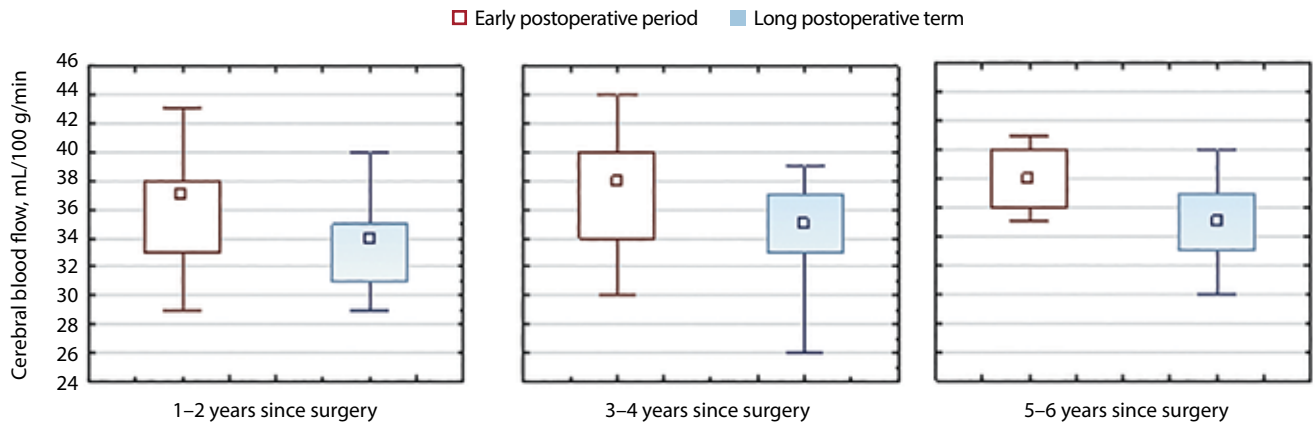 Early postoperative period
Long postoperative term
Cerebral blood flow, mL/100 g/min
46
44
42
40
38
36
34
32
30
28
26
24
1–2 years since surgery
3–4 years since surgery
5–6 years since surgery